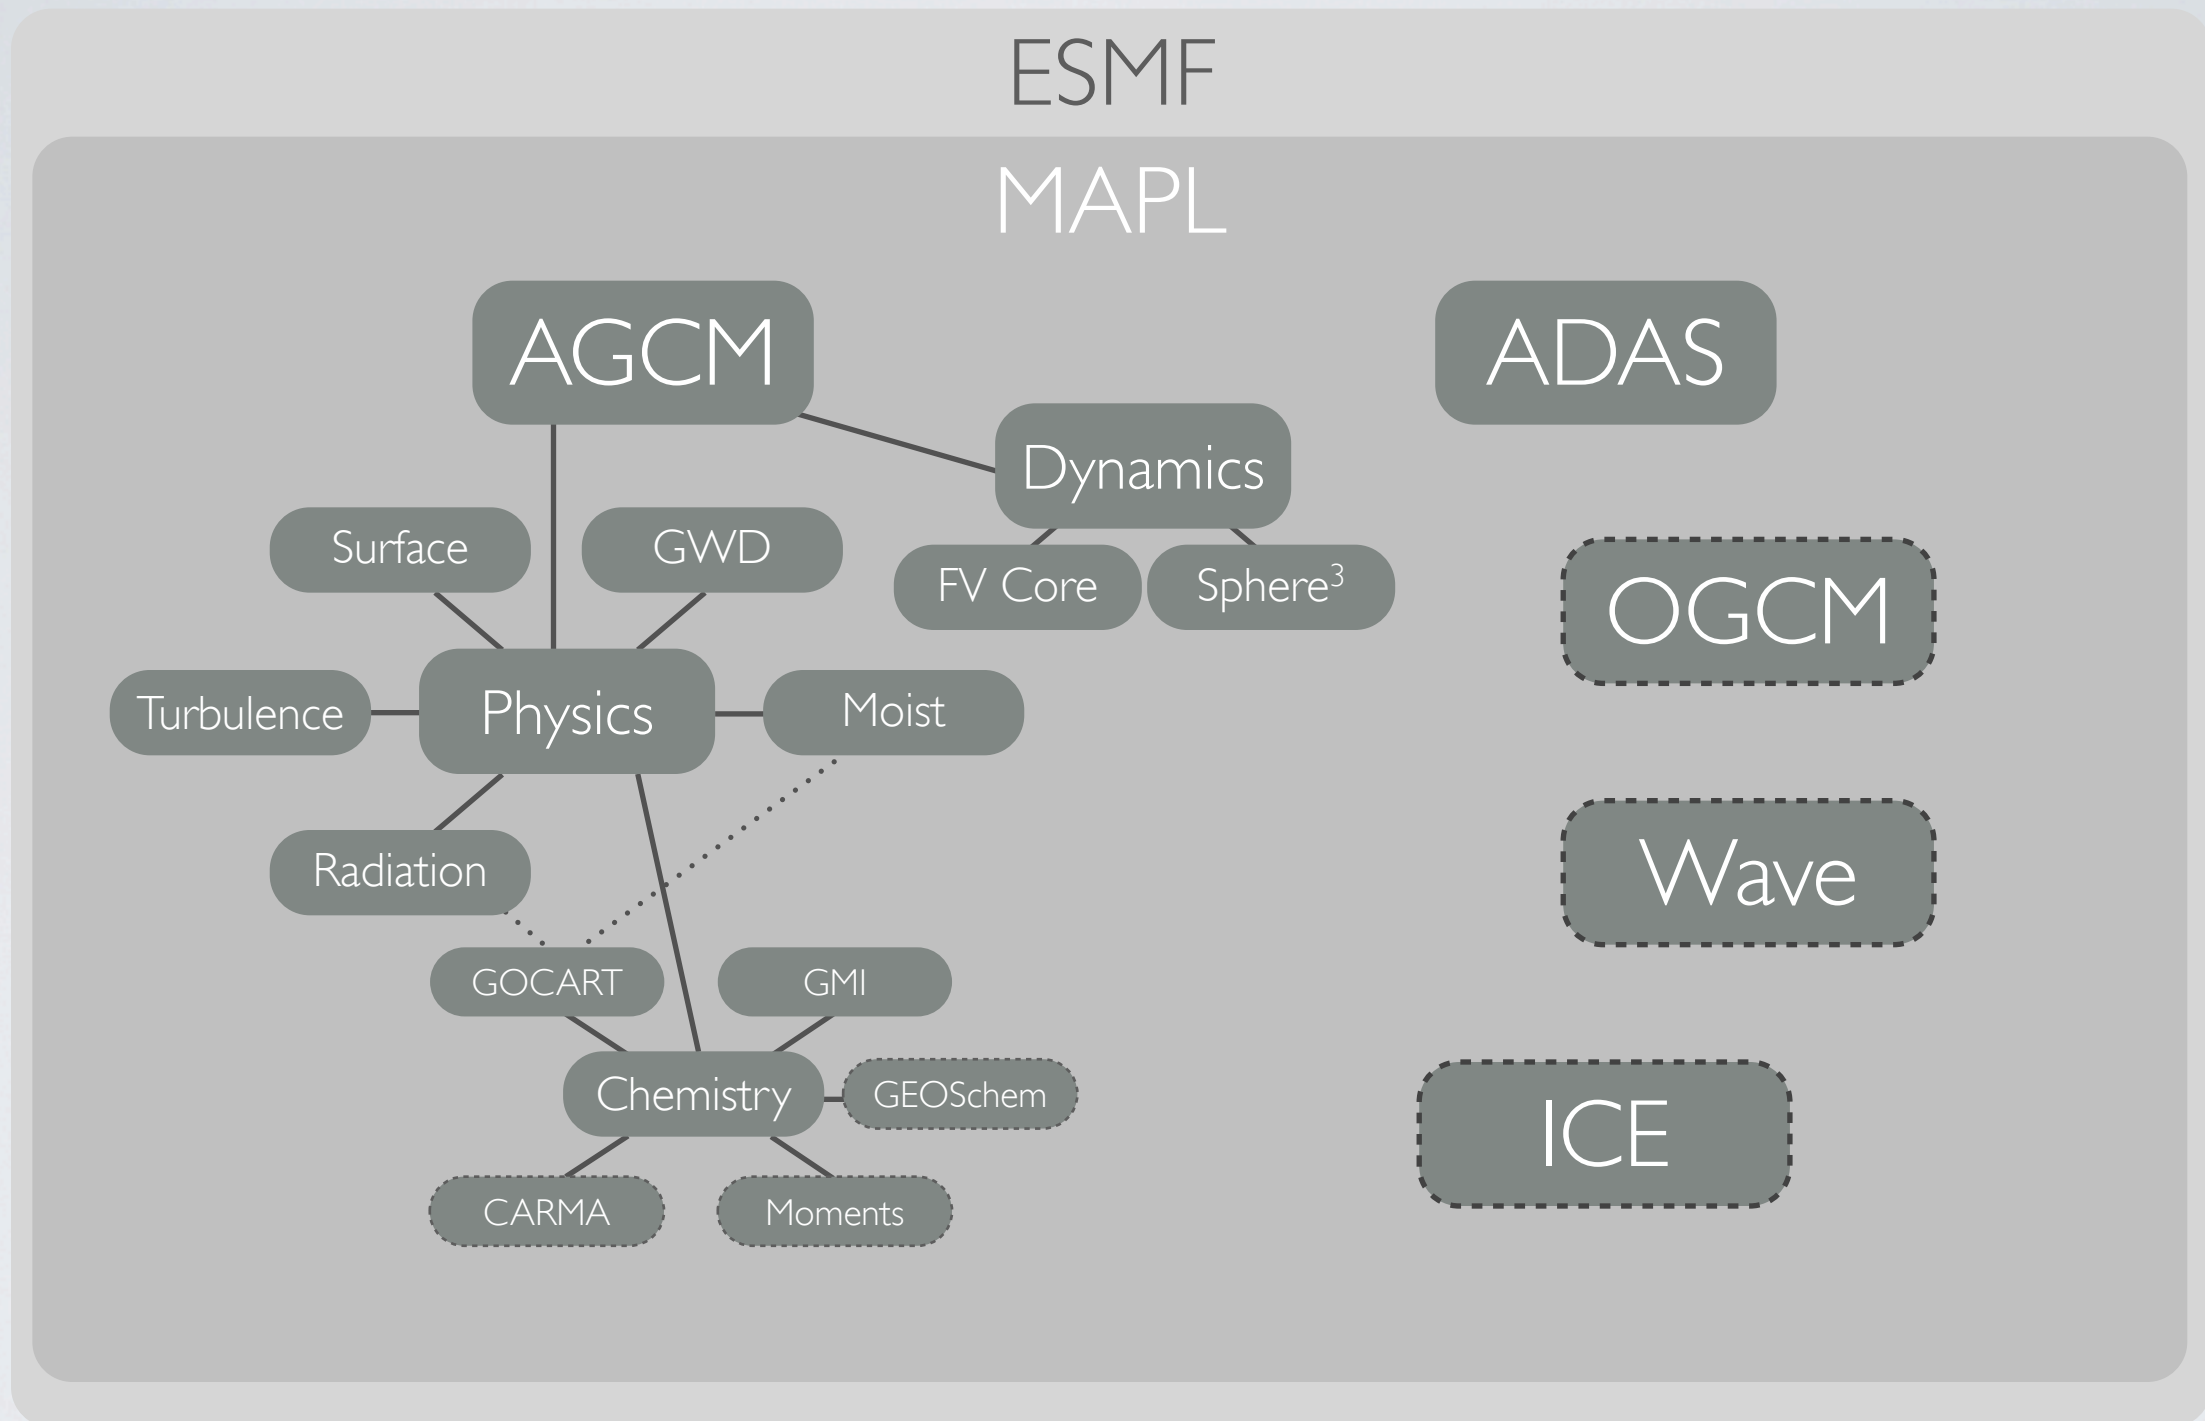 ESMF
MAPL
AGCM
ADAS
Dynamics
Surface
GWD
FV Core
Sphere³
OGCM
Turbulence
Physics
Moist
Radiation
Wave
GOCART
GMI
Chemistry
GEOSchem
ICE
CARMA
Moments